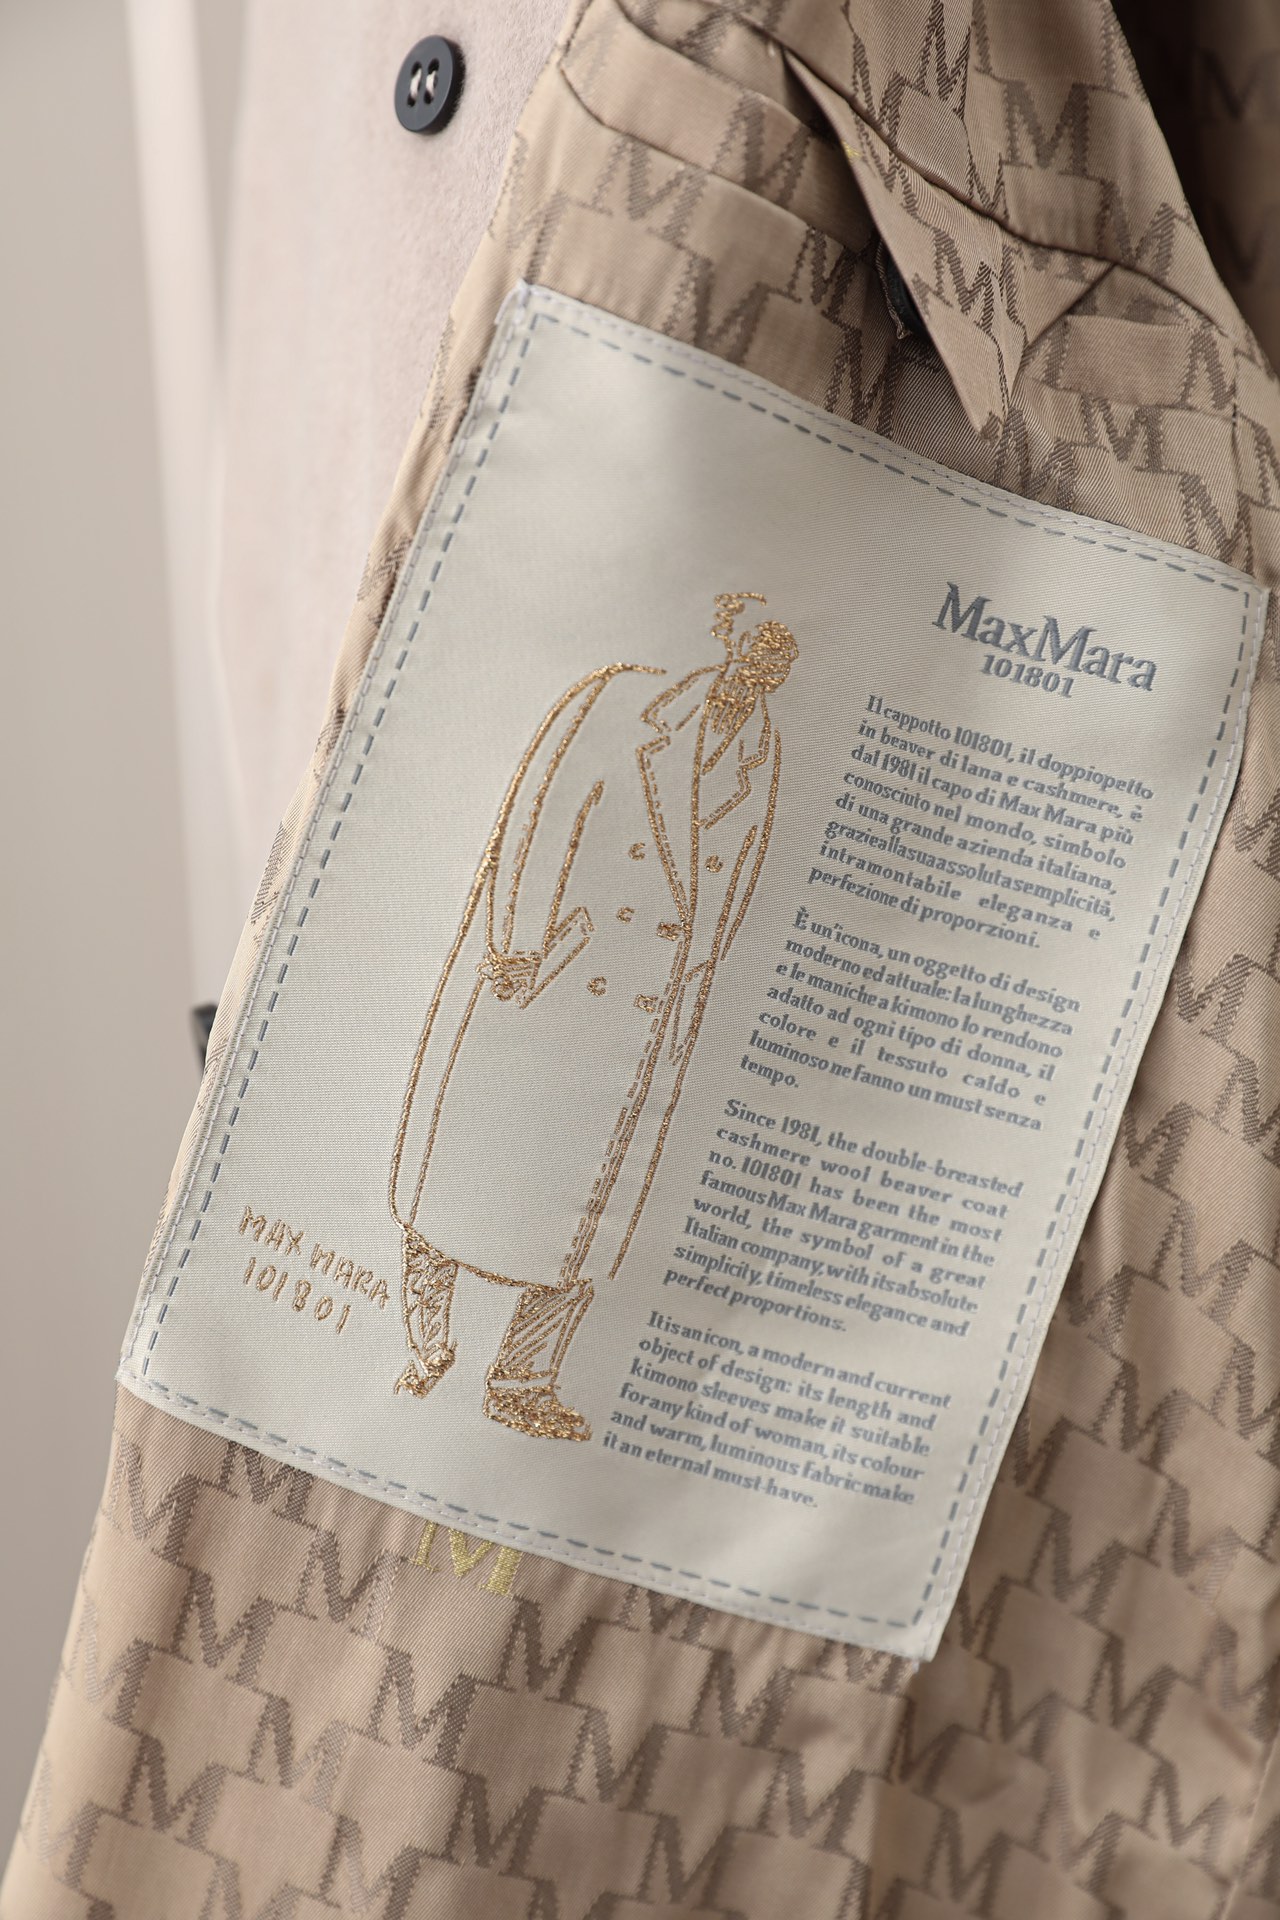 MaxMara
101801
Il cappotto 101801, il doppiopetto
in beaver di lana e cashmere, è
dal 1981 il capo di Max Mara più
conosciuto nel mondo, simbolo
di una grande azienda italiana,
grazieallasuaassolutasemplicità,
intramontabile eleganza e
perfezione di proporzioni.
È un'icona, un oggetto di design
moderno ed attuale: la lunghezza
e le maniche a kimono lo rendono
adatto ad ogni tipo di donna, il
colore e il tessuto caldo e
luminoso ne fanno un must senza
tempo.
Since 1981, the double-breasted
cashmere wool beaver coat
no. 101801 has been the most
famous Max Mara garment in the
world, the symbol of a great
Italian company, with its absolute
simplicity, timeless elegance and
perfect proportions.
It is an icon, a modern and current
object of design: its length and
kimono sleeves make it suitable
for any kind of woman, its colour
and warm, luminous fabric make
it an eternal must-have.
MAX MARA
101801
M